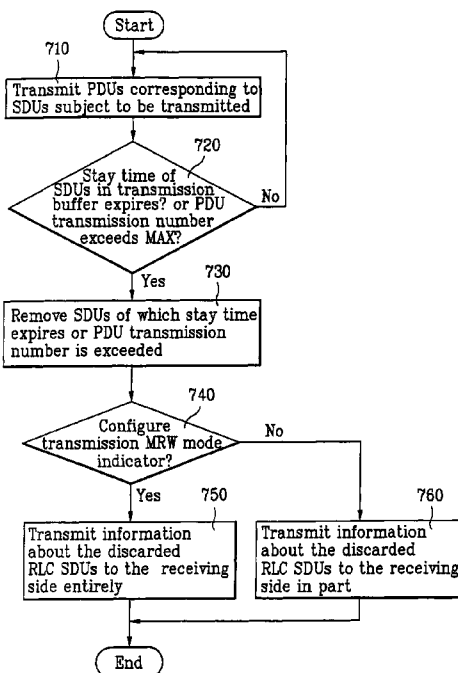 Start
710
Transmit PDUs corresponding to
SDUs subject to be transmitted
720
Stay time of
SDUs in transmission
buffer expires? or PDU
transmission number
exceeds MAX?
No
Yes
730
Remove SDUs of which stay time
expires or PDU transmission
number is exceeded
740
Configure
transmission MRW mode
indicator?
No
Yes
750
Transmit information
about the discarded
RLC SDUs to the receiving
side entirely
760
Transmit information
about the discarded
RLC SDUs to the receiving
side in part
End